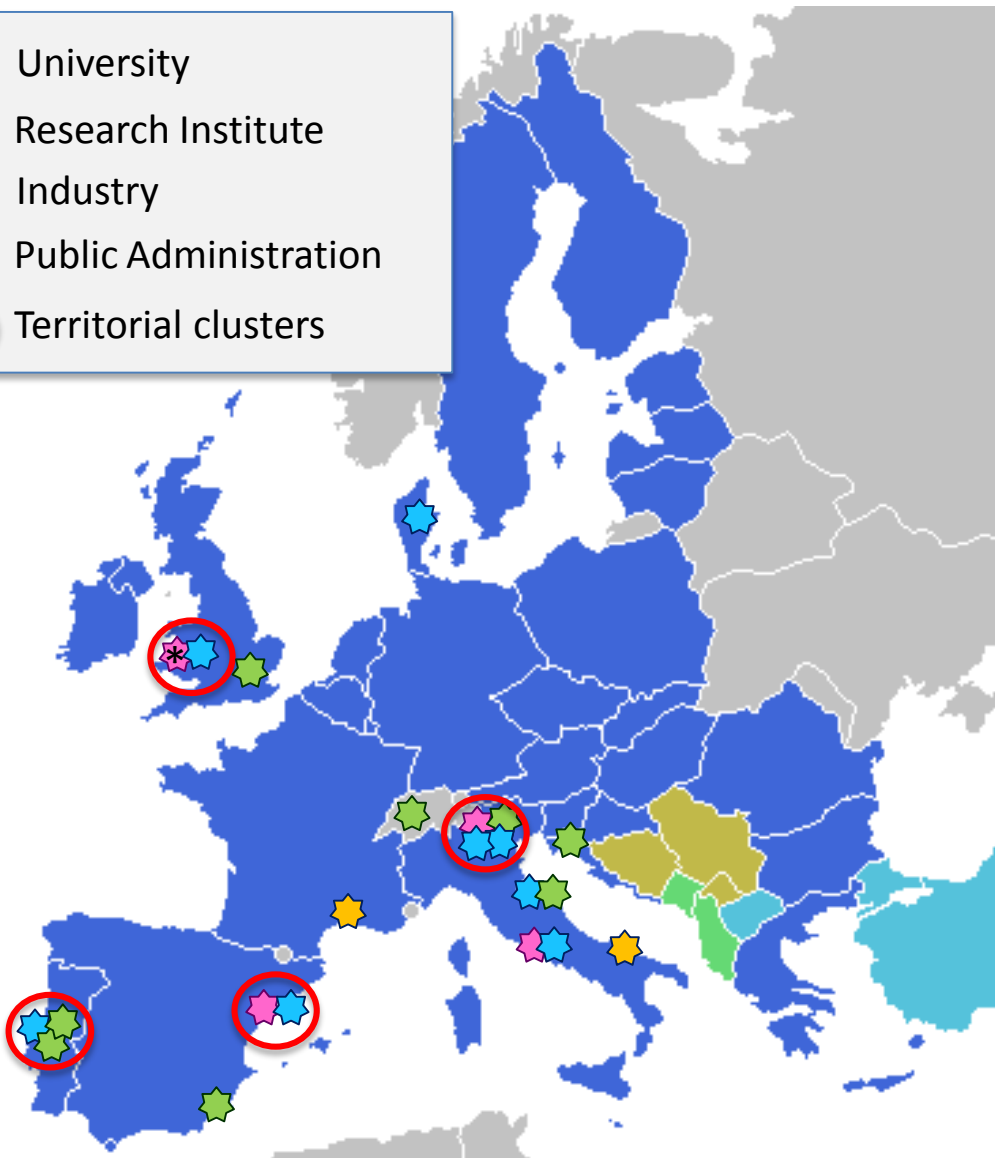 University
Research Institute
Industry
Public Administration
Territorial clusters
*